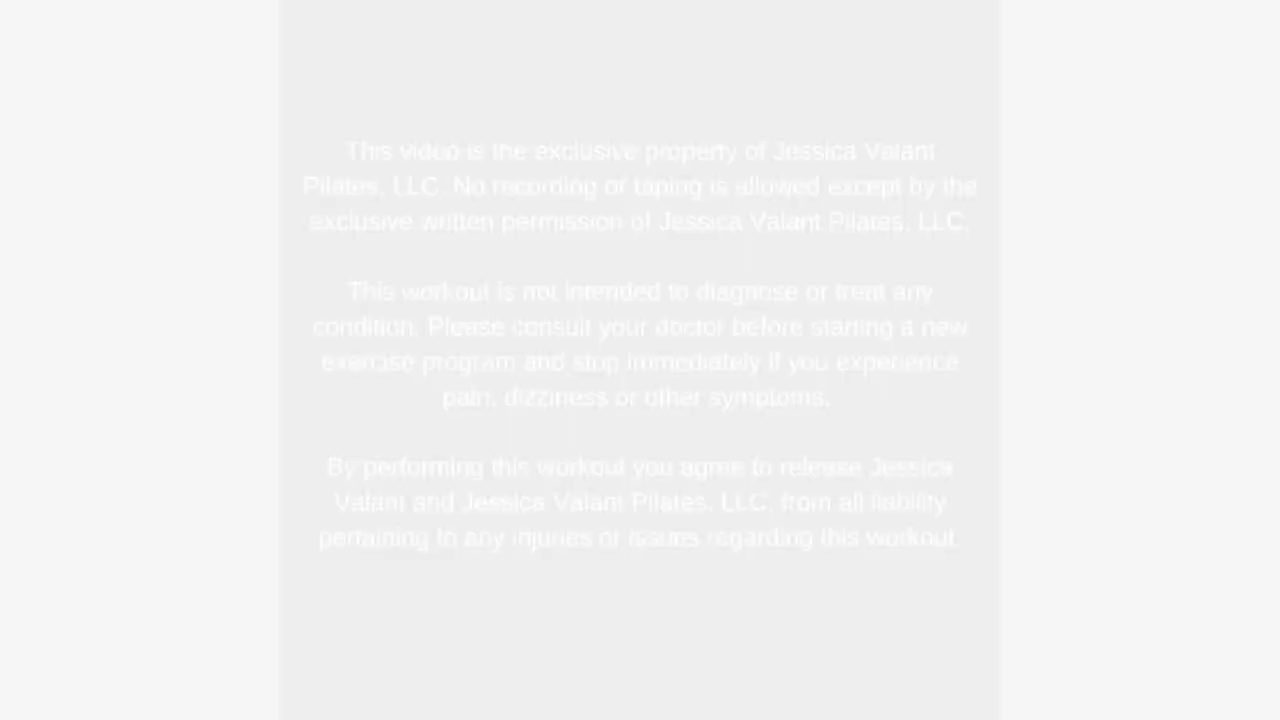 This video is the exclusive property of Jessica Valant
Pilates, LLC. No recording or taping is allowed except by the
exclusive written permission of Jessica Valant Pilates, LLC.
This workout is not intended to diagnose or treat any
condition. Please consult your doctor before starting a new
exercise program and stop immediately if you experience
pain, dizziness or other symptoms.
By performing this workout you agree to release Jessica
Valant and Jessica Valant Pilates, LLC. from all liability
pertaining to any injuries or issues regarding this workout.